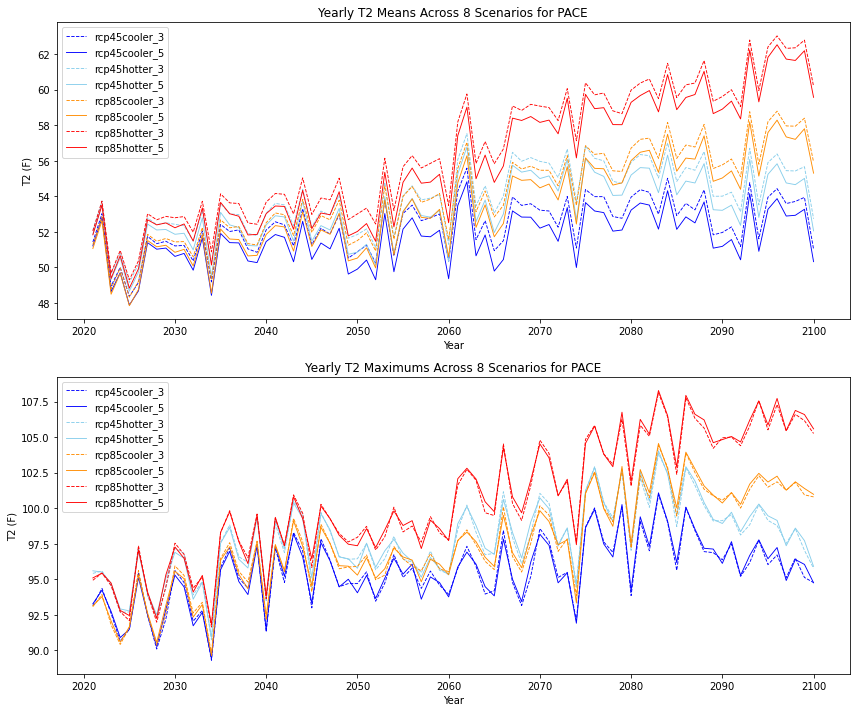 Yearly T2 Means Across 8 Scenarios for PACE
rcp45cooler_3
rcp45cooler_5
rcp45hotter_3
rcp45hotter_5
rcp85cooler_3
rcp85cooler_5
rcp85hotter_3
rcp85hotter_5
T2 (F)
62
60
58
56
54
52
50
48
2020
2030
2040
2050
2060
2070
2080
2090
2100
Year
Yearly T2 Maximums Across 8 Scenarios for PACE
rcp45cooler_3
rcp45cooler_5
rcp45hotter_3
rcp45hotter_5
rcp85cooler_3
rcp85cooler_5
rcp85hotter_3
rcp85hotter_5
T2 (F)
107.5
105.0
102.5
100.0
97.5
95.0
92.5
90.0
2020
2030
2040
2050
2060
2070
2080
2090
2100
Year